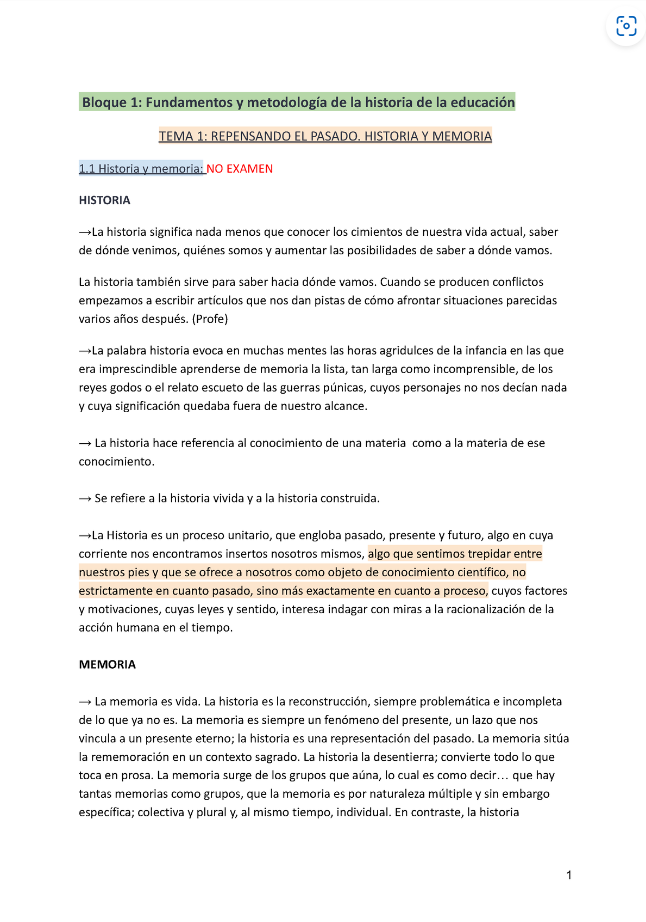 Bloque 1: Fundamentos y metodología de la historia de la educación
TEMA 1: REPENSANDO EL PASADO. HISTORIA Y MEMORIA
1.1 Historia y memoria: NO EXAMEN
HISTORIA
→La historia significa nada menos que conocer los cimientos de nuestra vida actual, saber
de dónde venimos, quiénes somos y aumentar las posibilidades de saber a dónde vamos.
La historia también sirve para saber hacia dónde vamos. Cuando se producen conflictos
empezamos a escribir artículos que nos dan pistas de cómo afrontar situaciones parecidas
varios años después. (Profe)
→La palabra historia evoca en muchas mentes las horas agridulces de la infancia en las que
era imprescindible aprenderse de memoria la lista, tan larga como incomprensible, de los
reyes godos o el relato escueto de las guerras púnicas, cuyos personajes no nos decían nada
y cuya significación quedaba fuera de nuestro alcance.
→ La historia hace referencia al conocimiento de una materia como a la materia de ese
conocimiento.
→ Se refiere a la historia vivida y a la historia construida.
→La Historia es un proceso unitario, que engloba pasado, presente y futuro, algo en cuya
corriente nos encontramos insertos nosotros mismos, algo que sentimos trepidar entre
nuestros pies y que se ofrece a nosotros como objeto de conocimiento científico, no
estrictamente en cuanto pasado, sino más exactamente en cuanto a proceso, cuyos factores
y motivaciones, cuyas leyes y sentido, interesa indagar con miras a la racionalización de la
acción humana en el tiempo.
MEMORIA
→ La memoria es vida. La historia es la reconstrucción, siempre problemática e incompleta
de lo que ya no es. La memoria es siempre un fenómeno del presente, un lazo que nos
vincula a un presente eterno; la historia es una representación del pasado. La memoria sitúa
la rememoración en un contexto sagrado. La historia la desentierra; convierte todo lo que
toca en prosa. La memoria surge de los grupos que aúna, lo cual es como decir… que hay
tantas memorias como grupos, que la memoria es por naturaleza múltiple y sin embargo
específica; colectiva y plural y, al mismo tiempo, individual. En contraste, la historia
1